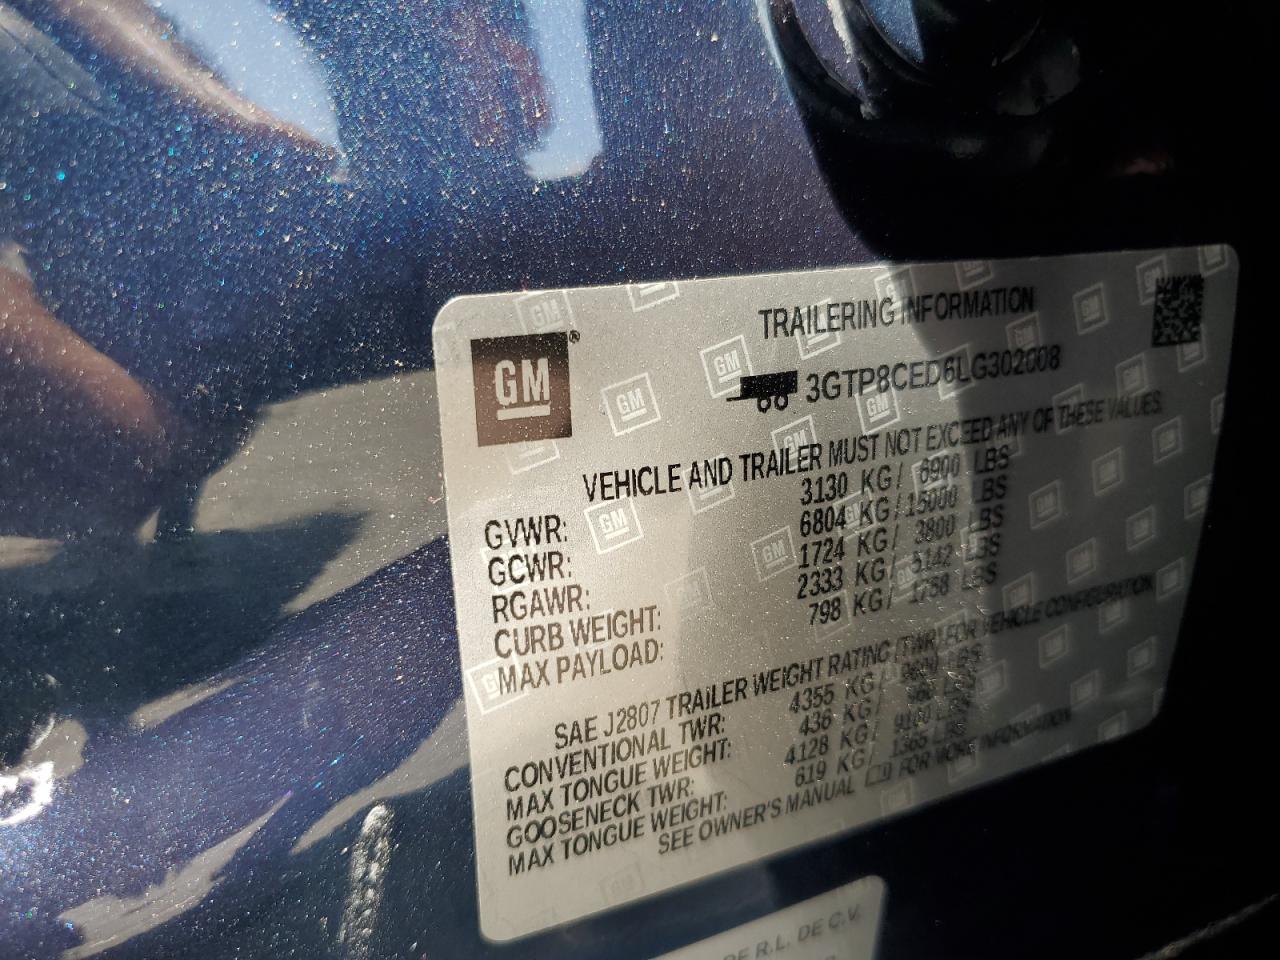 GM
TRAILERING INFORMATION
3GTP8CED6LG302008
VEHICLE AND TRAILER MUST NOT EXCEED ANY OF THESE VALUES.
GVWR: 3130 KG/ 6900 LBS
GCWR: 6804 KG/15000 LBS
RGAWR: 1724 KG/ 3800 LBS
CURB WEIGHT: 2333 KG/ 5142 LBS
MAX PAYLOAD: 798 KG/ 1758 LBS
SAE J2807 TRAILER WEIGHT RATING (TWR) FOR VEHICLE CONFIGURATION
CONVENTIONAL TWR: 4355 KG/ 9600 LBS
MAX TONGUE WEIGHT: 436 KG/ 960 LBS
GOOSENECK TWR: 4128 KG/ 9100 LBS
MAX TONGUE WEIGHT: 619 KG/ 1365 LBS
SEE OWNER'S MANUAL FOR MORE INFORMATION
DE R.L. DE C.V.